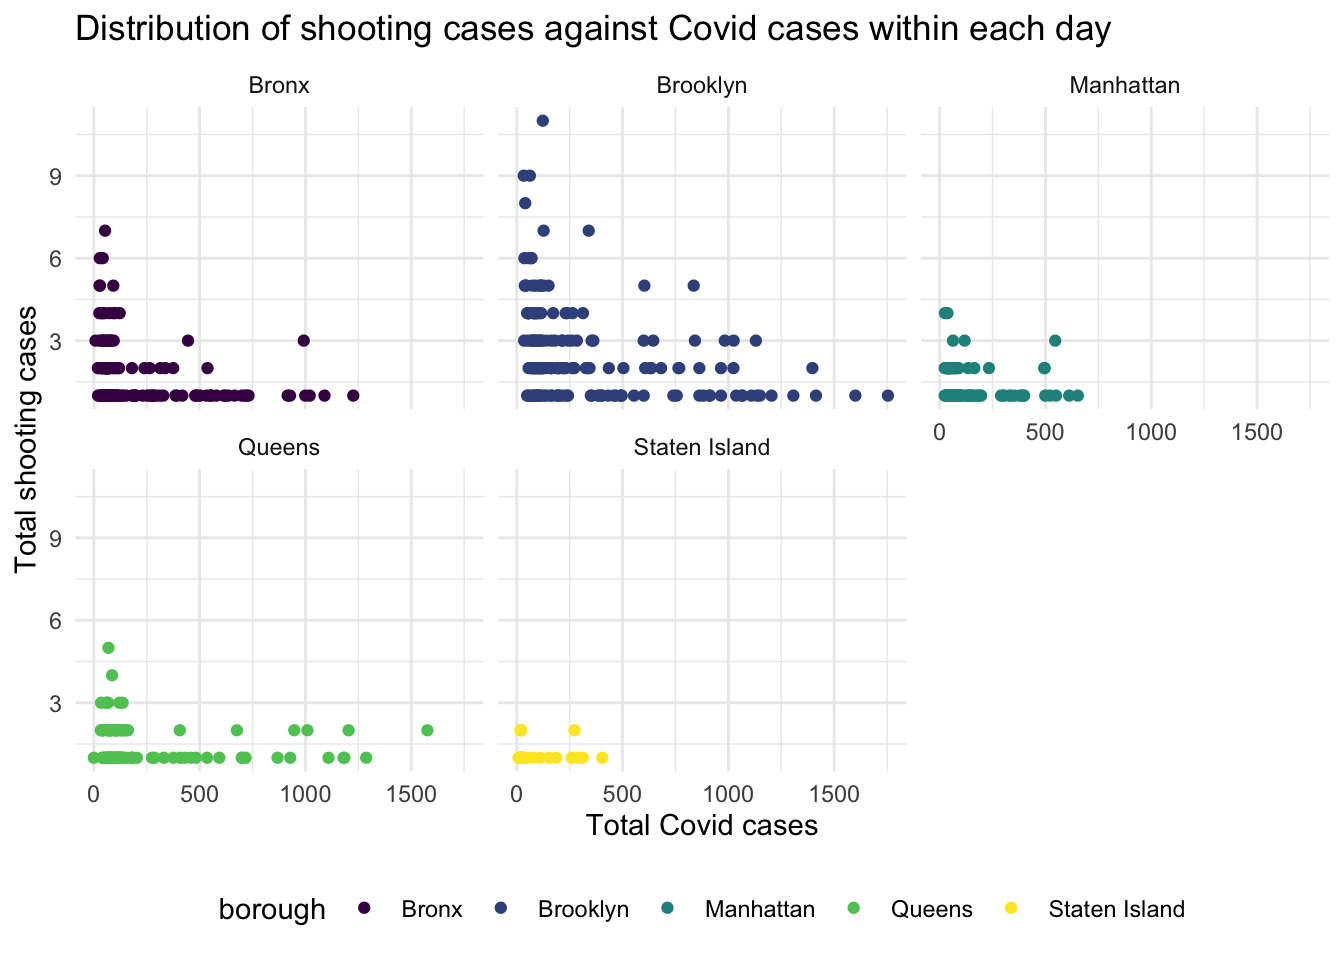 Distribution of shooting cases against Covid cases within each day
Bronx
Brooklyn
Manhattan
9
6
3
0 500 1000 1500
Queens
Staten Island
9
6
3
0 500 1000 1500
0 500 1000 1500
Total shooting cases
Total Covid cases
borough Bronx Brooklyn Manhattan Queens Staten Island